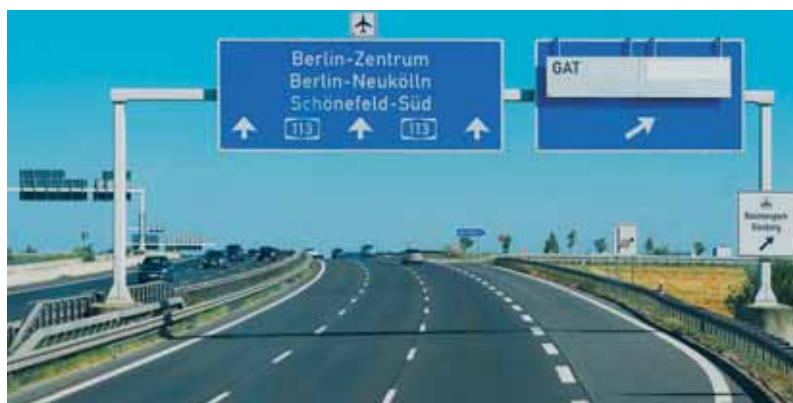 Berlin-Zentrum
Berlin-Neukölln
Schönefeld-Süd
113
113
GAT